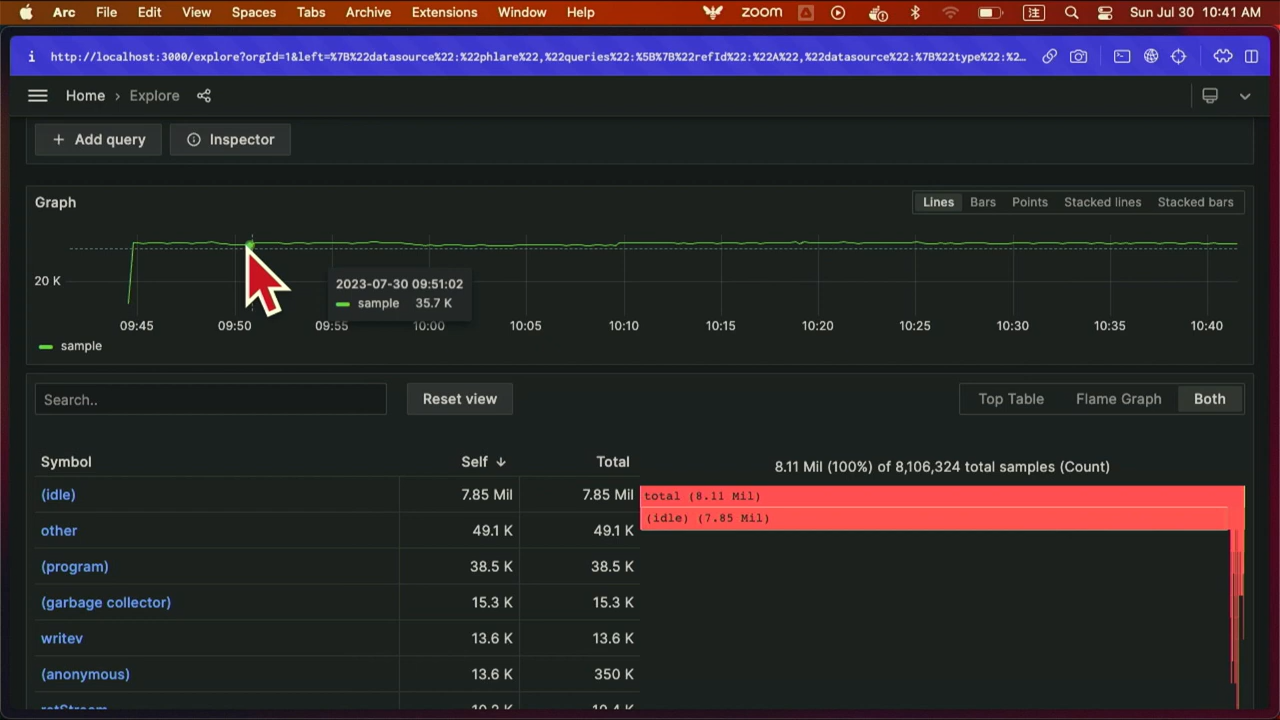 Arc File Edit View Spaces Tabs Archive Extensions Window Help zoom 注 Sun Jul 30 10:41 AM
http://localhost:3000/explore?orgId=1&left=%7B%22datasource%22:%22phlare%22,%22queries%22:%5B%7B%22refId%22:%22A%22,%22datasource%22:%7B%22type%22:%2...
Home › Explore
+ Add query Inspector
Graph Lines Bars Points Stacked lines Stacked bars
20 K
2023-07-30 09:51:02
sample 35.7 K
09:45 09:50 09:55 10:00 10:05 10:10 10:15 10:20 10:25 10:30 10:35 10:40
sample
Search.. Reset view Top Table Flame Graph Both
Symbol Self ↓ Total
8.11 Mil (100%) of 8,106,324 total samples (Count)
(idle) 7.85 Mil 7.85 Mil
total (8.11 Mil)
(idle) (7.85 Mil)
other 49.1 K 49.1 K
(program) 38.5 K 38.5 K
(garbage collector) 15.3 K 15.3 K
writev 13.6 K 13.6 K
(anonymous) 13.6 K 350 K